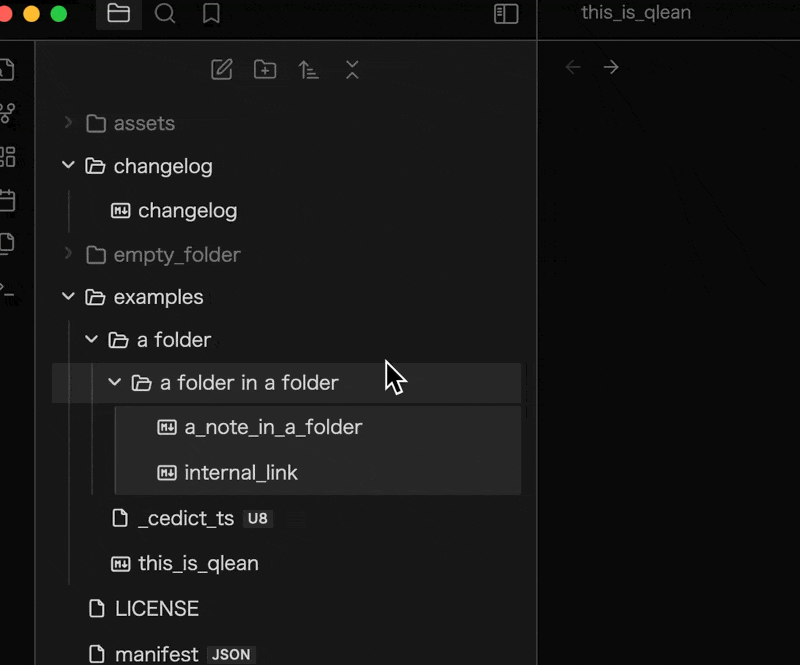 this_is_qlean
assets
changelog
changelog
empty_folder
examples
a folder
a folder in a folder
a_note_in_a_folder
internal_link
_cedict_ts U8
this_is_qlean
LICENSE
manifest JSON